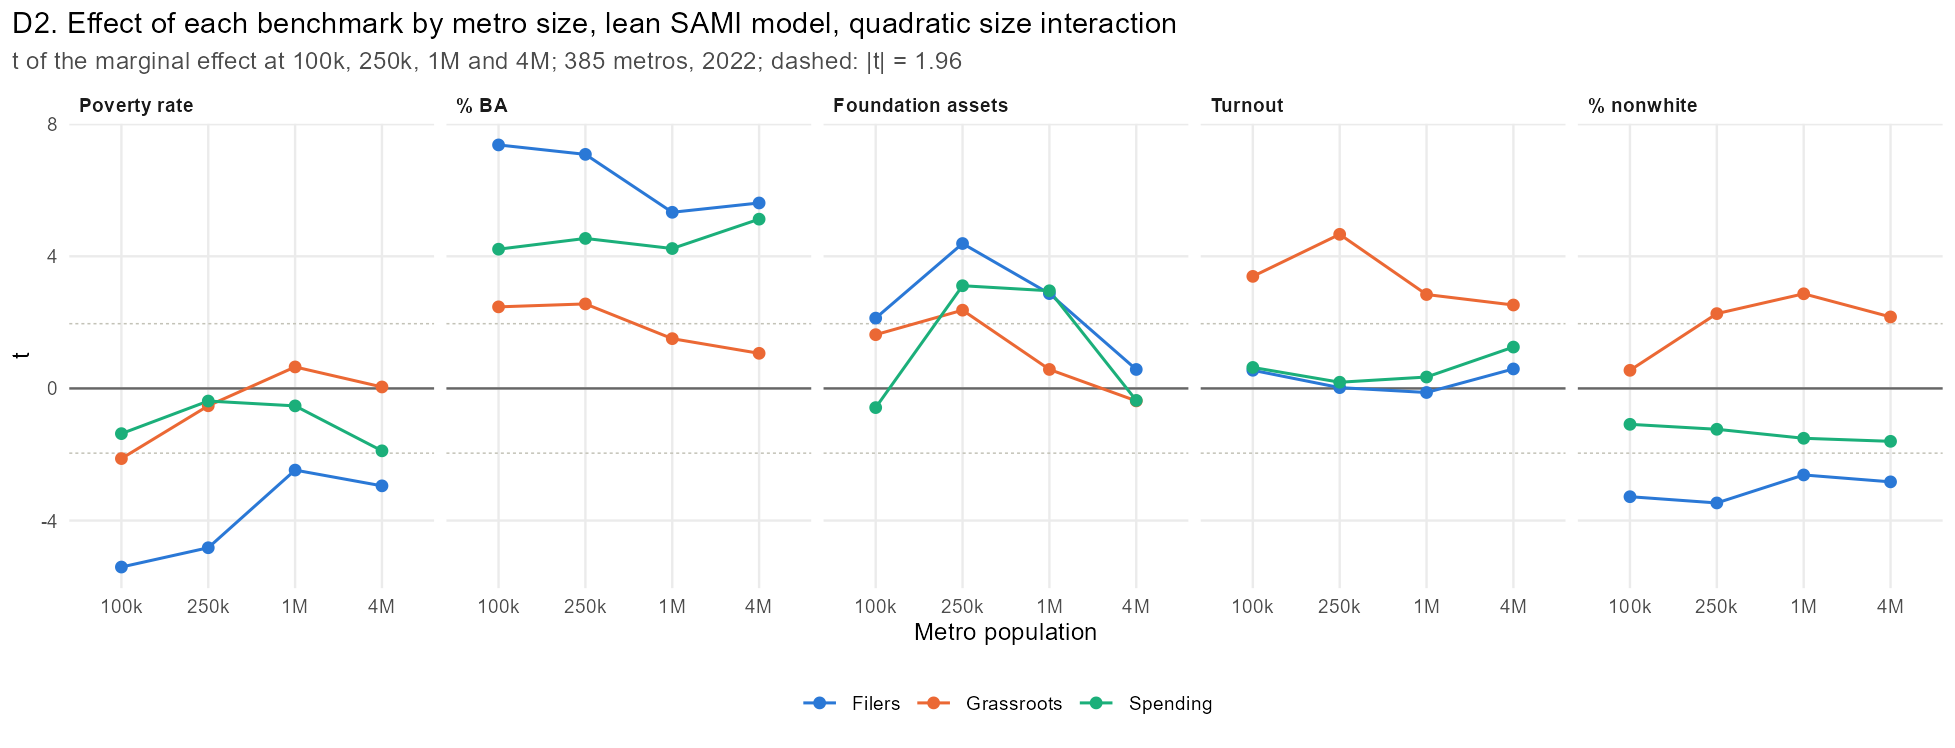 D2. Effect of each benchmark by metro size, lean SAMI model, quadratic size interaction
t of the marginal effect at 100k, 250k, 1M and 4M; 385 metros, 2022; dashed: |t| = 1.96
Poverty rate % BA Foundation assets Turnout % nonwhite
8
4
0
-4
t
100k 250k 1M 4M 100k 250k 1M 4M 100k 250k 1M 4M 100k 250k 1M 4M 100k 250k 1M 4M
Metro population
Filers Grassroots Spending